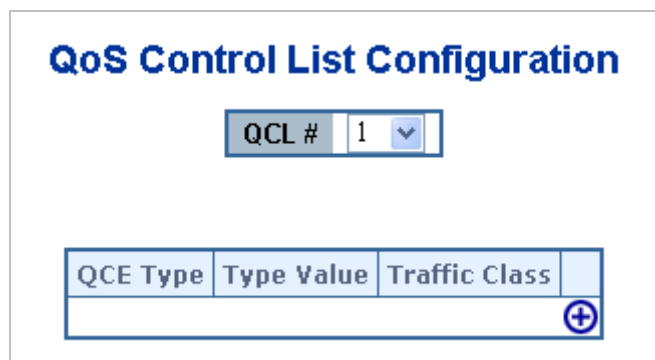 QoS Control List Configuration
QCL # 1
QCE Type Type Value Traffic Class